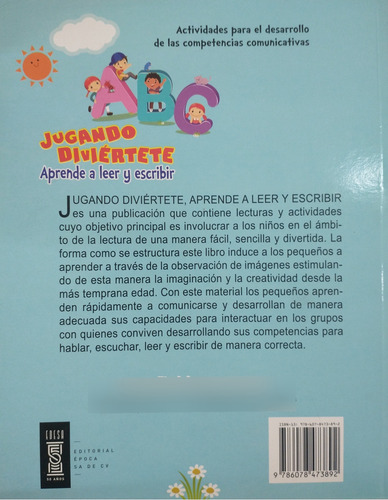 Actividades para el desarrollo
de las competencias comunicativas
ABC
JUGANDO
DIVIÉRTETE
Aprende a leer y escribir
JUGANDO DIVIÉRTETE, APRENDE A LEER Y ESCRIBIR
es una publicación que contiene lecturas y actividades
cuyo objetivo principal es involucrar a los niños en el ámbi-
to de la lectura de una manera fácil, sencilla y divertida. La
forma como se estructura este libro induce a los pequeños a
aprender a través de la observación de imágenes estimulan-
do de esta manera la imaginación y la creatividad desde la
más temprana edad. Con este material los pequeños apren-
den rápidamente a comunicarse y desarrollan de manera
adecuada sus capacidades para interactuar en los grupos
con quienes conviven desarrollando sus competencias para
hablar, escuchar, leer y escribir de manera correcta.
EDESA
50 AÑOS
EDITORIAL
ÉPOCA
SA DE CV
9 786078 473892